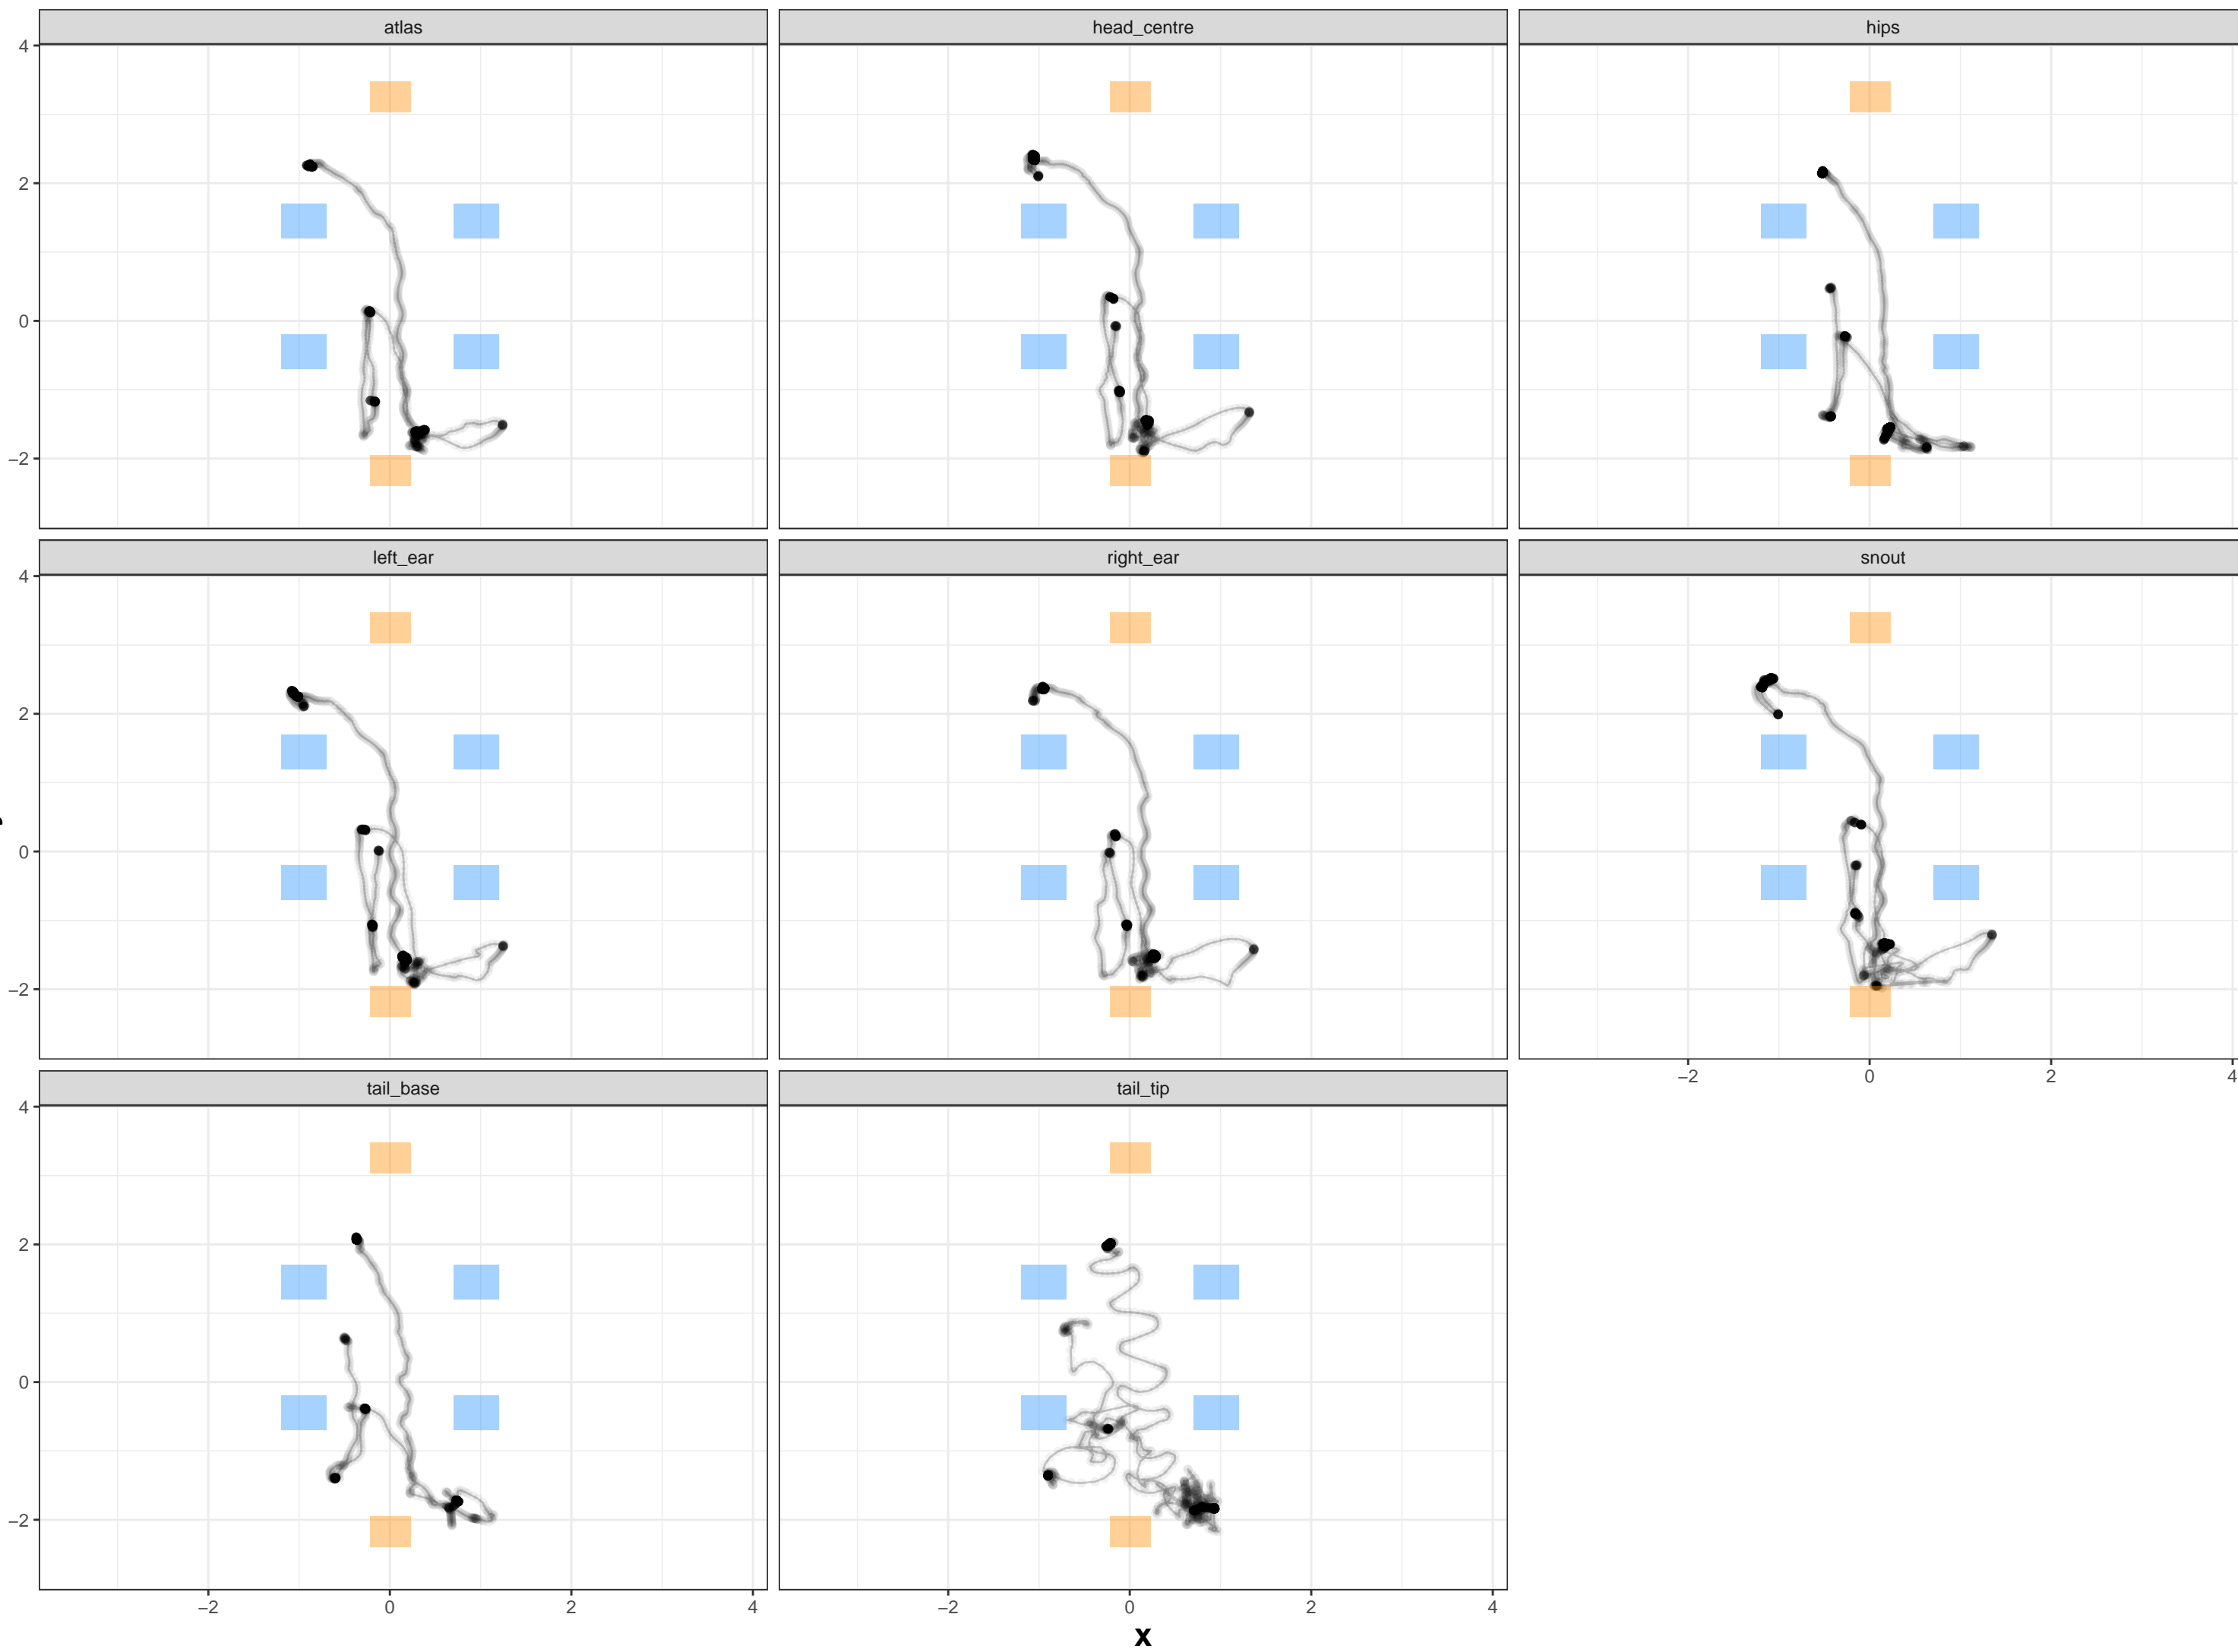 atlas head_centre hips
4
2
0
−2
left_ear right_ear snout
4
2
0
−2
−2 0 2 4
tail_base tail_tip
4
2
0
−2
−2 0 2 4 −2 0 2 4
x